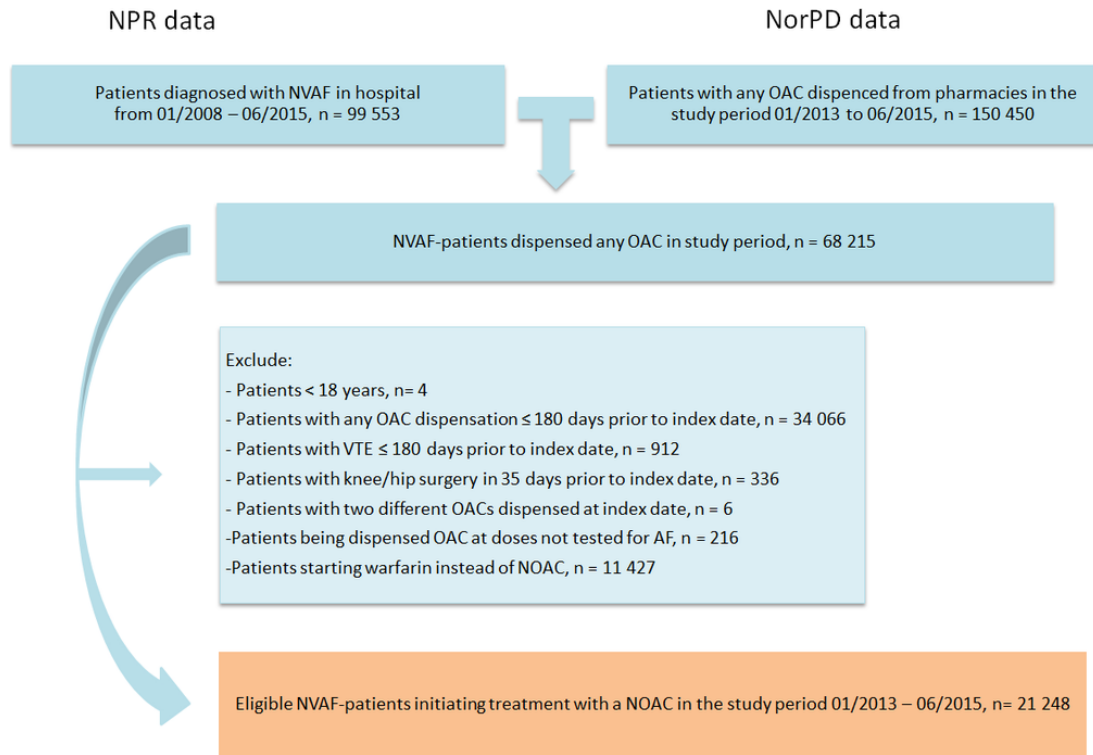 NPR data
NorPD data
Patients diagnosed with NVAF in hospital
from 01/2008 – 06/2015, n = 99 553
Patients with any OAC dispenced from pharmacies in the
study period 01/2013 to 06/2015, n = 150 450
NVAF-patients dispensed any OAC in study period, n = 68 215
Exclude:
- Patients < 18 years, n= 4
- Patients with any OAC dispensation ≤ 180 days prior to index date, n = 34 066
- Patients with VTE ≤ 180 days prior to index date, n = 912
- Patients with knee/hip surgery in 35 days prior to index date, n = 336
- Patients with two different OACs dispensed at index date, n = 6
-Patients being dispensed OAC at doses not tested for AF, n = 216
-Patients starting warfarin instead of NOAC, n = 11 427
Eligible NVAF-patients initiating treatment with a NOAC in the study period 01/2013 – 06/2015, n= 21 248